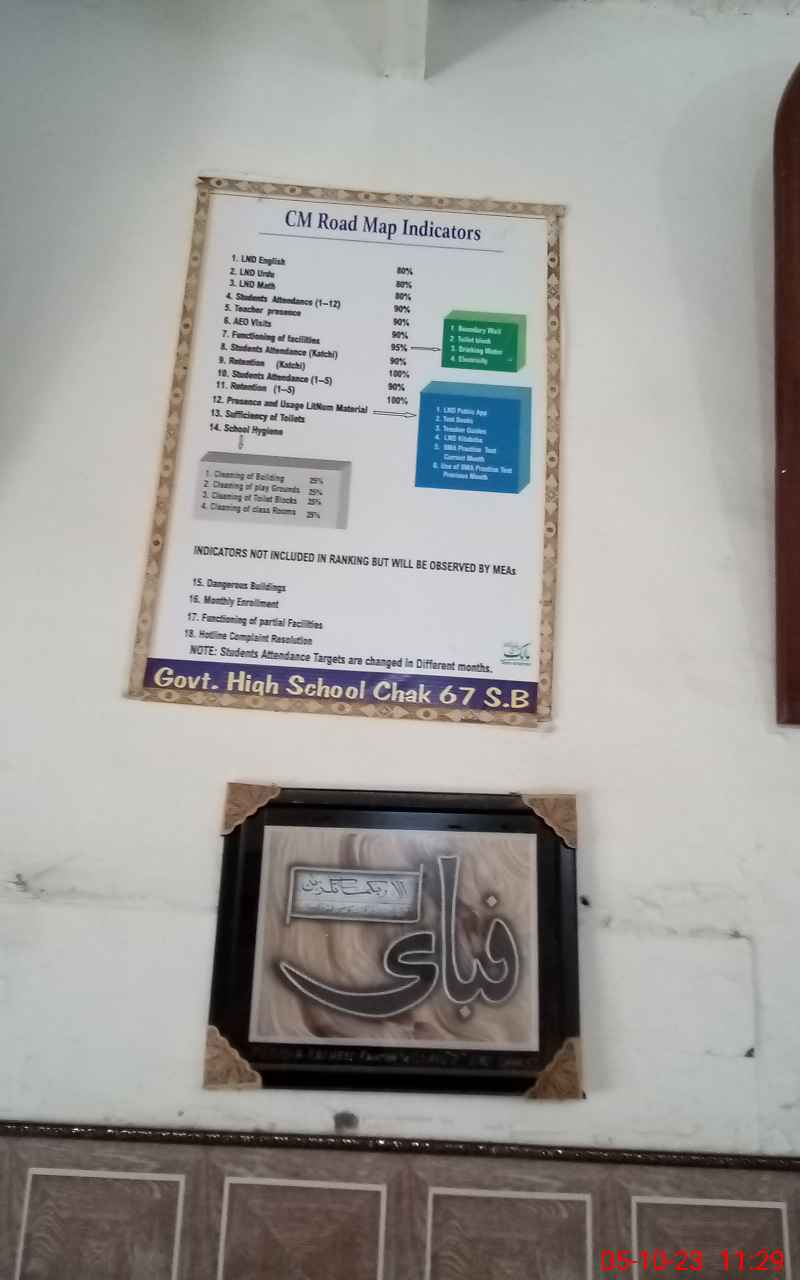 CM Road Map Indicators
1. LND English 80%
2. LND Urdu 80%
3. LND Math 80%
4. Students Attendance (1–12) 90%
5. Teacher presence 90%
6. AEO Visits 90%
7. Functioning of facilities 95%
8. Students Attendance (Katchi) 90%
9. Retention (Katchi) 100%
10. Students Attendance (1–5) 90%
11. Retention (1–5) 100%
12. Presence and Usage LitNum Material
13. Sufficiency of Toilets
14. School Hygiene
1 Boundary Wall
2 Toilet block
3. Drinking Water
4. Electricity
1. LND Public App
2. Text Books
3. Teacher Guides
4. LND Kitabcha
5. Practice Test
Current Month
6. Use of Practice Test
Previous Month
1. Cleaning of Building 25%
2. Cleaning of play Grounds 25%
3. Cleaning of Toilet Blocks 25%
4. Cleaning of class Rooms 25%
INDICATORS NOT INCLUDED IN RANKING BUT WILL BE OBSERVED BY MEAs
15. Dangerous Buildings
16. Monthly Enrollment
17. Functioning of partial Facilities
18. Hotline Complaint Resolution
NOTE: Students Attendance Targets are changed in Different months.
Govt. High School Chak 67 S.B
فبای
05-10-23 11:29